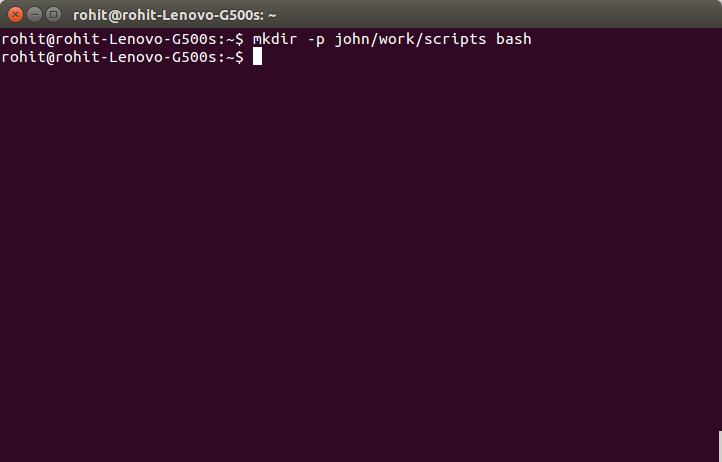 rohit@rohit-Lenovo-G500s: ~
rohit@rohit-Lenovo-G500s:~$ mkdir -p john/work/scripts bash
rohit@rohit-Lenovo-G500s:~$